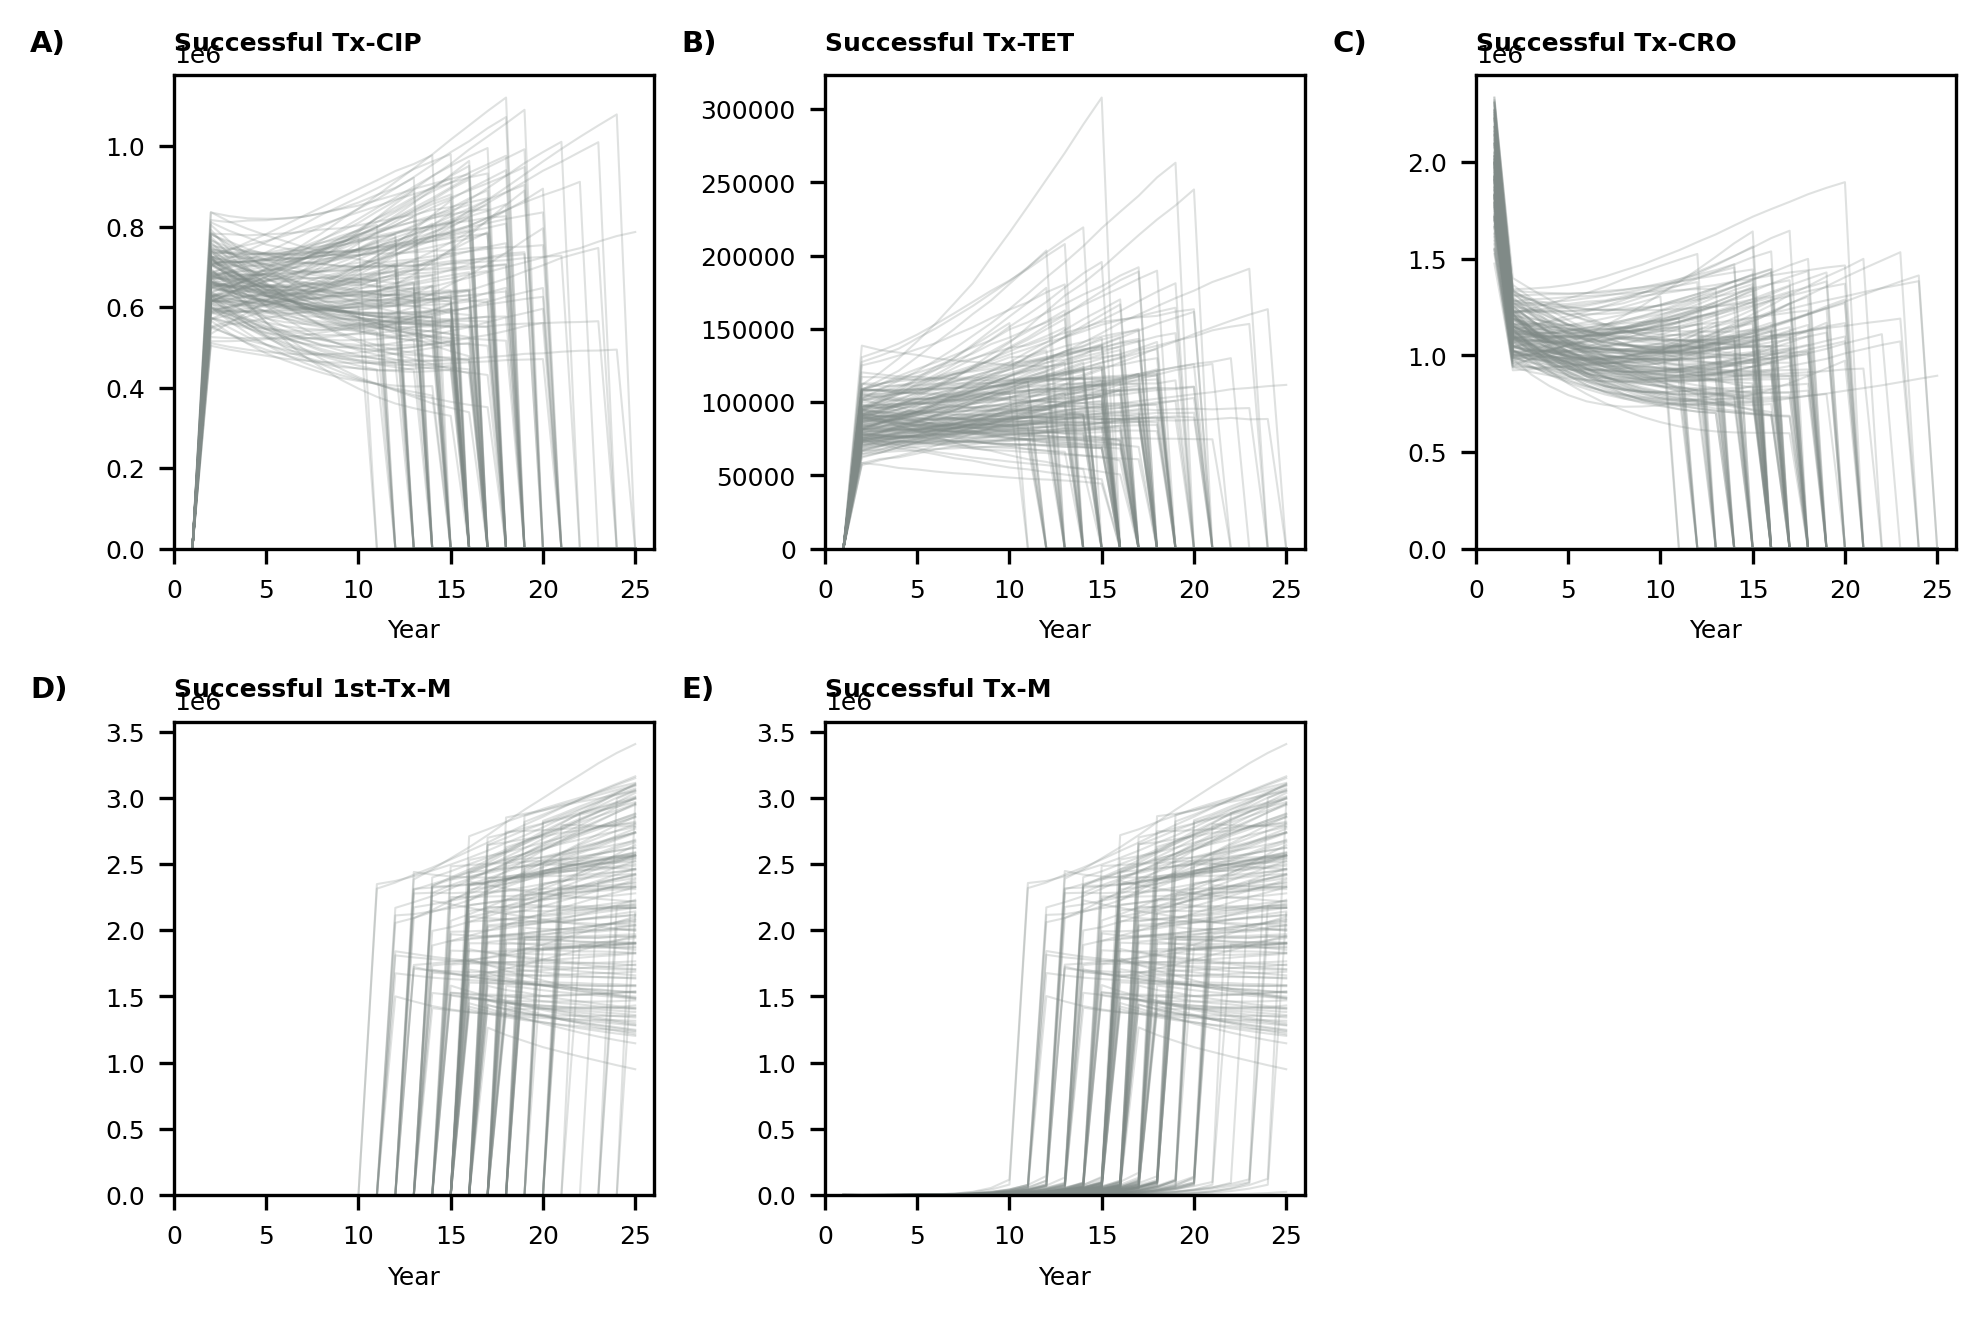 A) Successful Tx-CIP
1e6
1.0
0.8
0.6
0.4
0.2
0.0
0 5 10 15 20 25
Year
B) Successful Tx-TET
300000
250000
200000
150000
100000
50000
0
0 5 10 15 20 25
Year
C) Successful Tx-CRO
1e6
2.0
1.5
1.0
0.5
0.0
0 5 10 15 20 25
Year
D) Successful 1st-Tx-M
1e6
3.5
3.0
2.5
2.0
1.5
1.0
0.5
0.0
0 5 10 15 20 25
Year
E) Successful Tx-M
1e6
3.5
3.0
2.5
2.0
1.5
1.0
0.5
0.0
0 5 10 15 20 25
Year